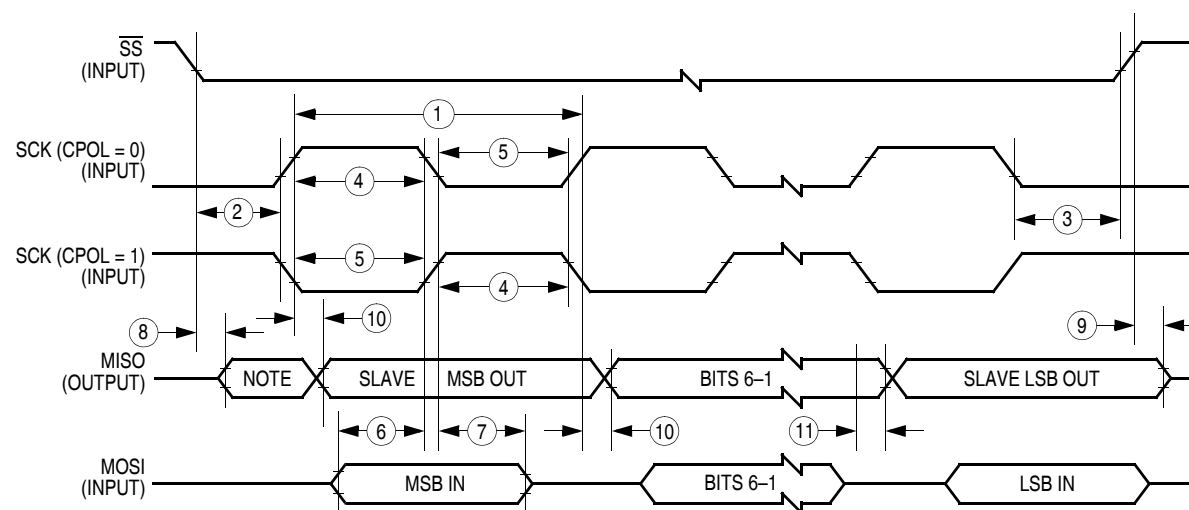 SS
(INPUT)
1
SCK (CPOL = 0)
(INPUT)
5
4
2
3
SCK (CPOL = 1)
(INPUT)
5
4
8
10
9
MISO
(OUTPUT)
NOTE
SLAVE
MSB OUT
BITS 6–1
SLAVE LSB OUT
6
7
10
11
MOSI
(INPUT)
MSB IN
BITS 6–1
LSB IN